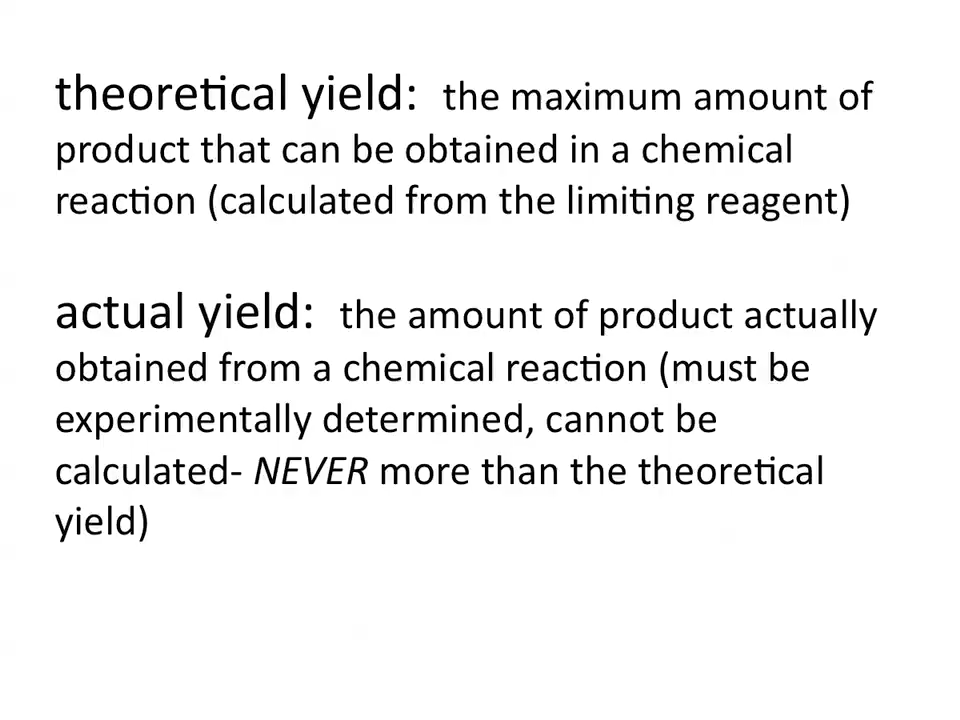 theoretical yield: the maximum amount of
product that can be obtained in a chemical
reaction (calculated from the limiting reagent)
actual yield: the amount of product actually
obtained from a chemical reaction (must be
experimentally determined, cannot be
calculated- NEVER more than the theoretical
yield)